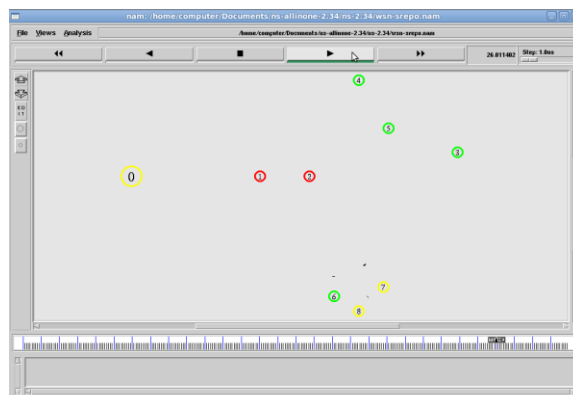 nam: /home/computer/Documents/ns-allinone-2.34/ns-2.34/wsn-srepo.nam
File Views Analysis /home/computer/Documents/ns-allinone-2.34/ns-2.34/wsn-srepo.nam
26.011402 Step: 1.0ms
4
5
3
0 1 2
7
6
8